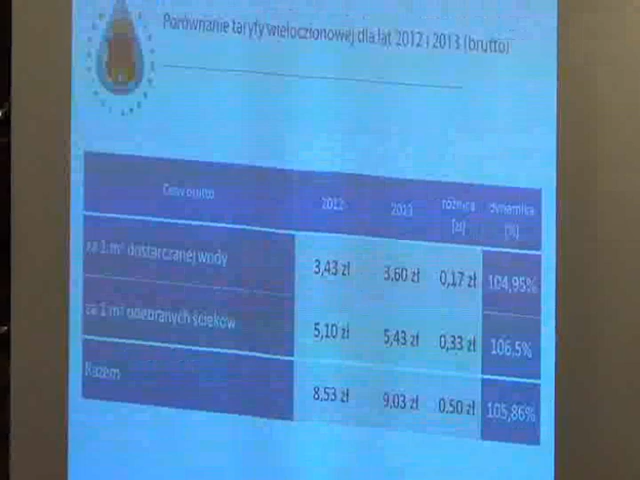 Porównanie taryfy wieloczłonowej dla lat 2012 i 2013 (brutto)
Cena brutto 2012 2013 różnica [zł] dynamika [%]
za 1 m³ dostarczanej wody 3,43 zł 3,60 zł 0,17 zł 104,95%
za 1 m³ odebranych ścieków 5,10 zł 5,43 zł 0,33 zł 106,5%
Razem 8,53 zł 9,03 zł 0,50 zł 105,86%